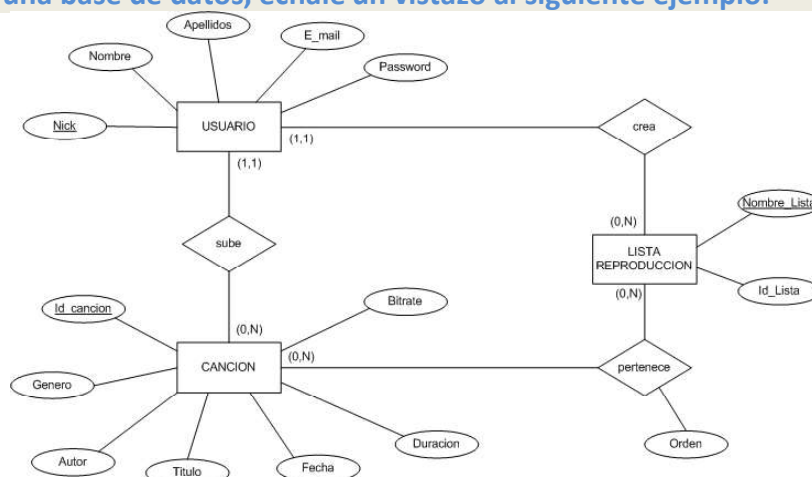 una base de datos, échale un vistazo al siguiente ejemplo:
Apellidos
E_mail
Nombre
Password
Nick
USUARIO
(1,1)
crea
(1,1)
Nombre_Lista
(0,N)
sube
LISTA
REPRODUCCION
(0,N)
Id_Lista
Bitrate
Id_cancion
(0,N)
(0,N)
CANCION
pertenece
Genero
Duracion
Orden
Autor
Titulo
Fecha